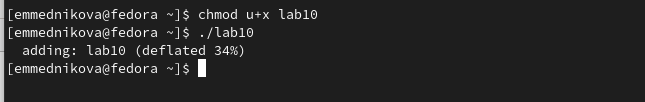 [emmednikova@fedora ~]$ chmod u+x lab10
[emmednikova@fedora ~]$ ./lab10
  adding: lab10 (deflated 34%)
[emmednikova@fedora ~]$